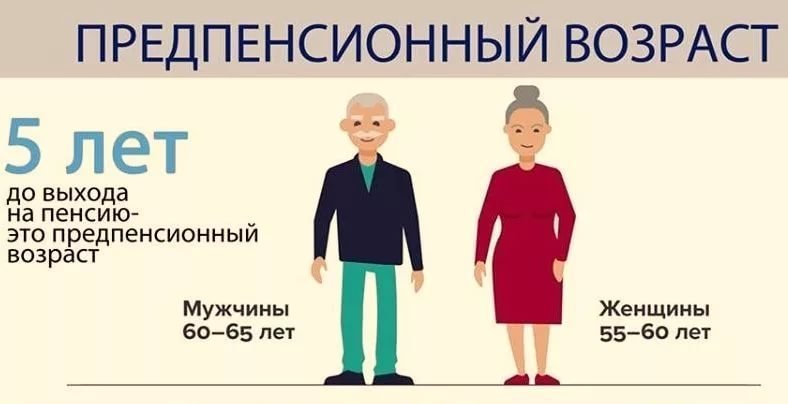 ПРЕДПЕНСИОННЫЙ ВОЗРАСТ
5 лет
до выхода
на пенсию-
это предпенсионный
возраст
Мужчины
60–65 лет
Женщины
55–60 лет